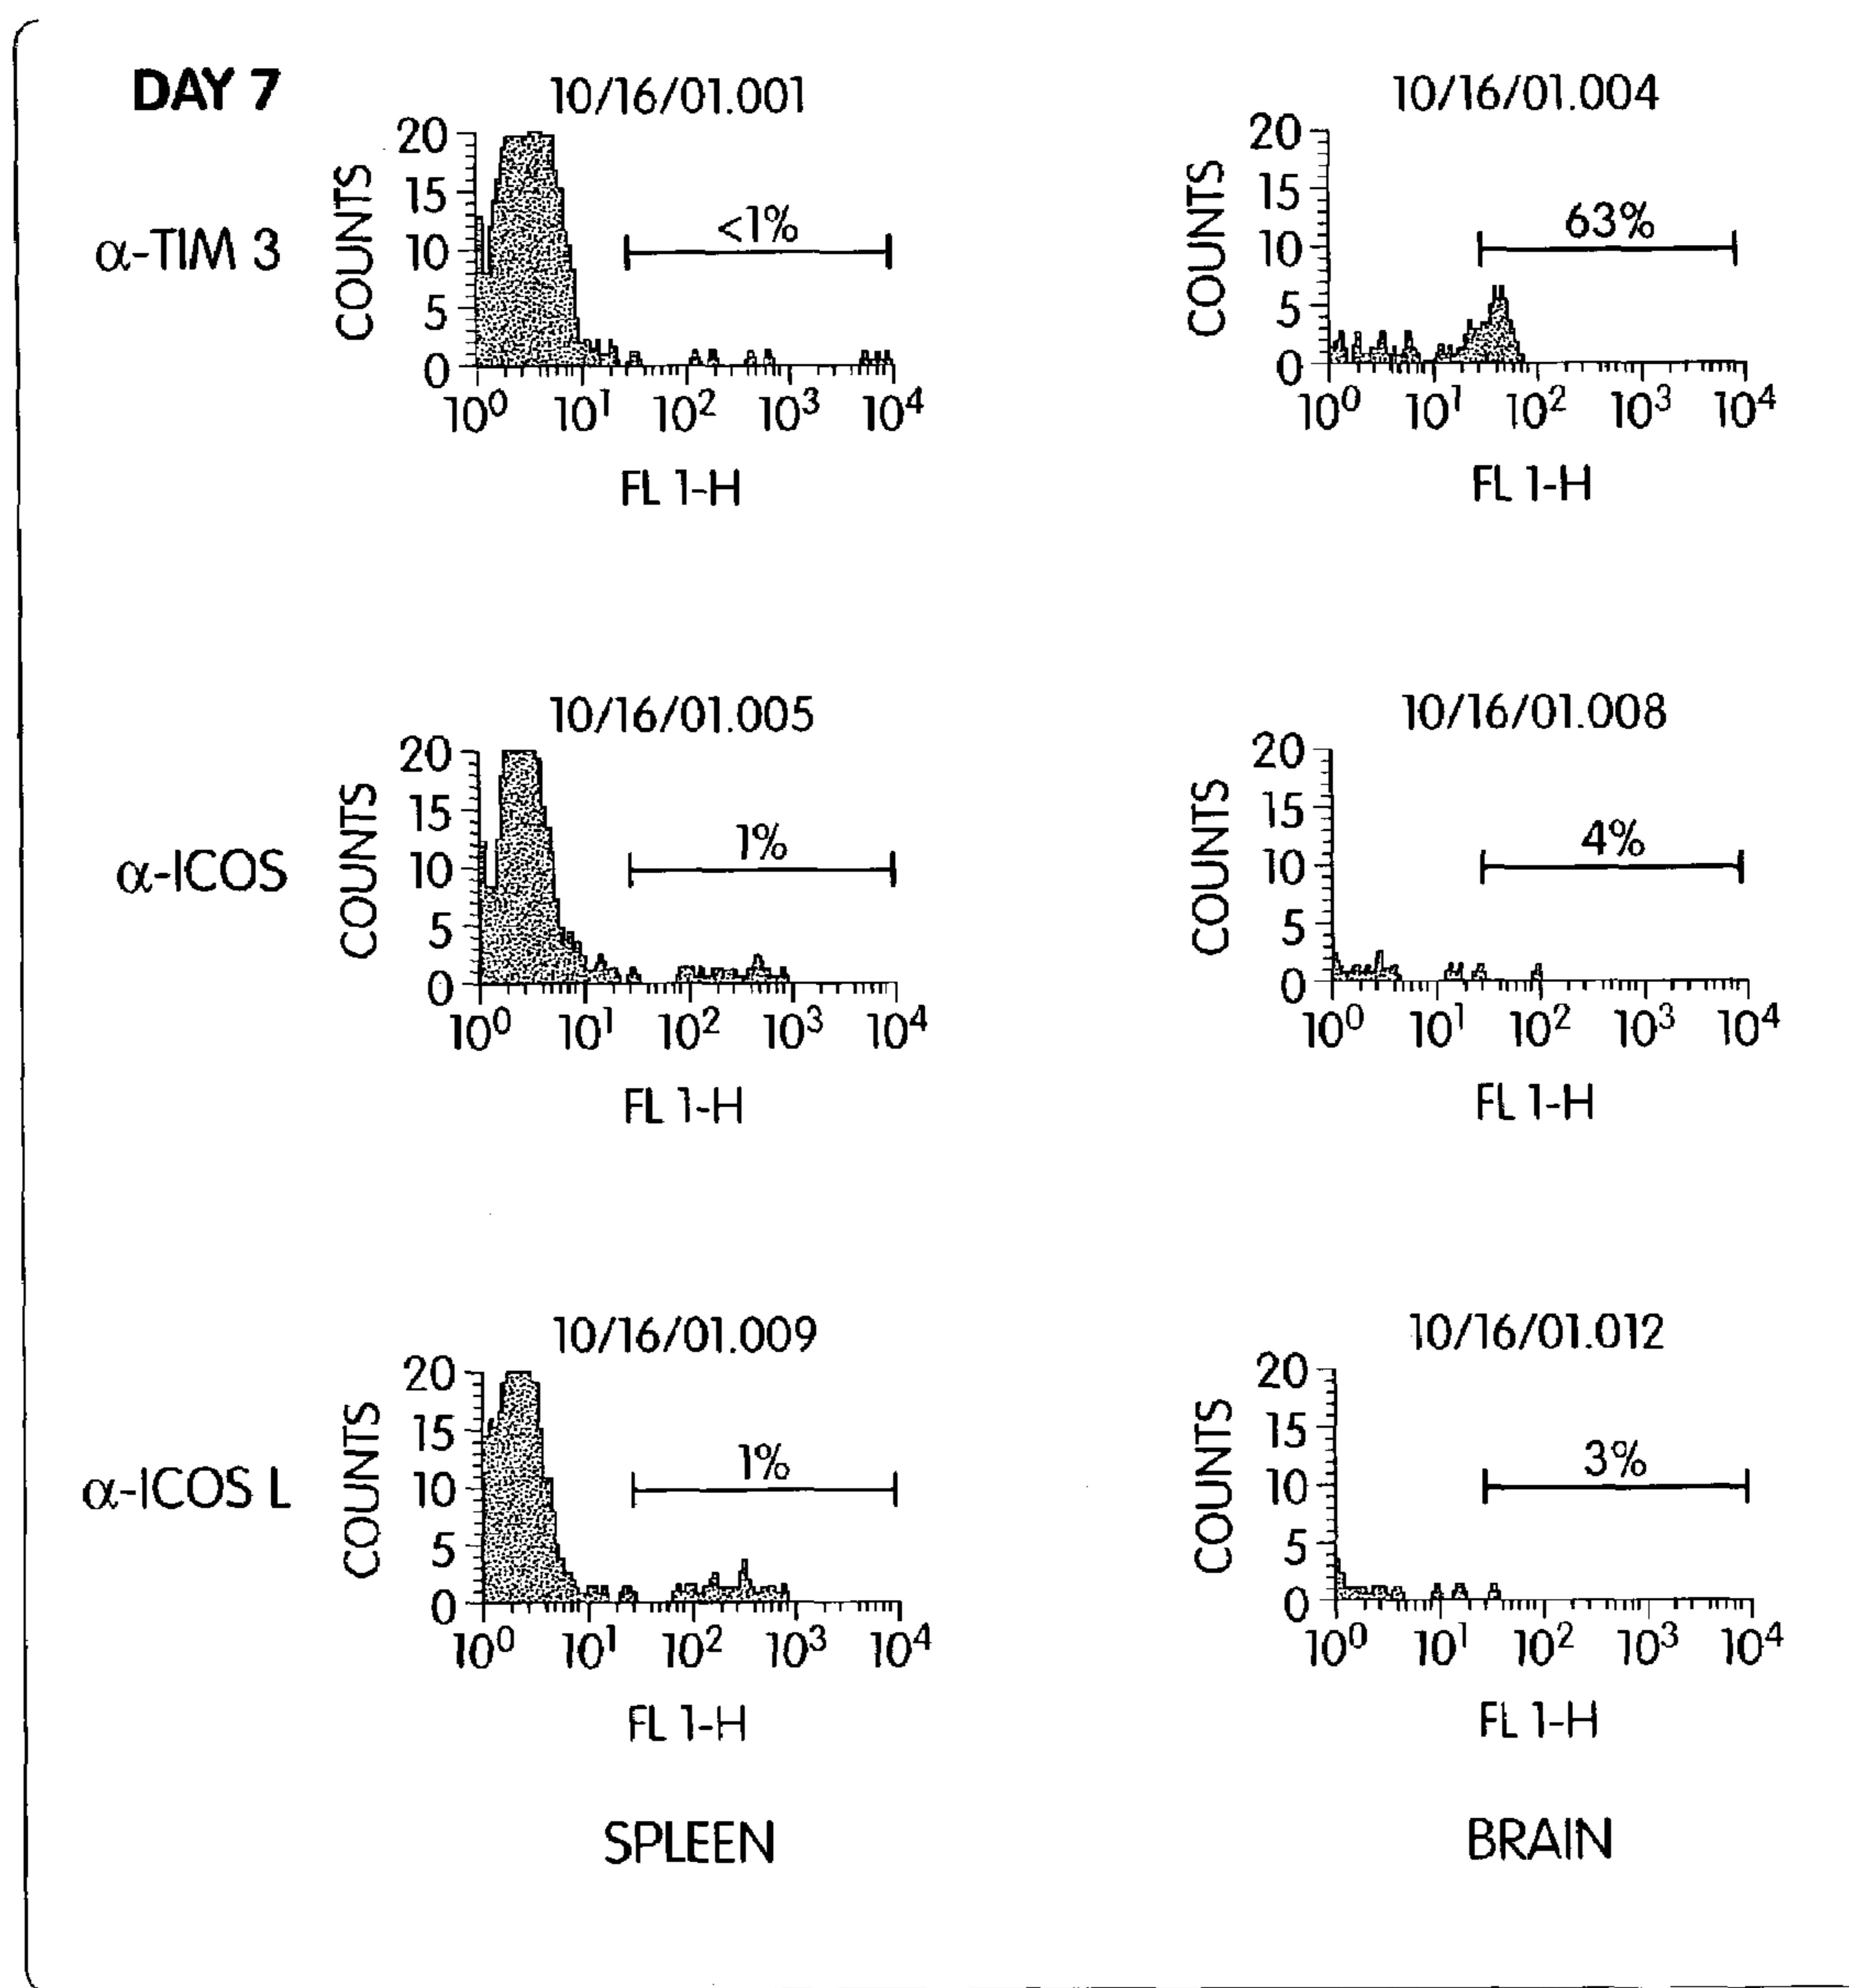 DAY 7
10/16/01.001
10/16/01.004
α-TIM 3
COUNTS
20
15
10
5
0
<1%
10⁰ 10¹ 10² 10³ 10⁴
FL 1-H
COUNTS
20
15
10
5
0
63%
10⁰ 10¹ 10² 10³ 10⁴
FL 1-H
10/16/01.005
10/16/01.008
α-ICOS
COUNTS
20
15
10
5
0
1%
10⁰ 10¹ 10² 10³ 10⁴
FL 1-H
COUNTS
20
15
10
5
0
4%
10⁰ 10¹ 10² 10³ 10⁴
FL 1-H
10/16/01.009
10/16/01.012
α-ICOS L
COUNTS
20
15
10
5
0
1%
10⁰ 10¹ 10² 10³ 10⁴
FL 1-H
COUNTS
20
15
10
5
0
3%
10⁰ 10¹ 10² 10³ 10⁴
FL 1-H
SPLEEN
BRAIN